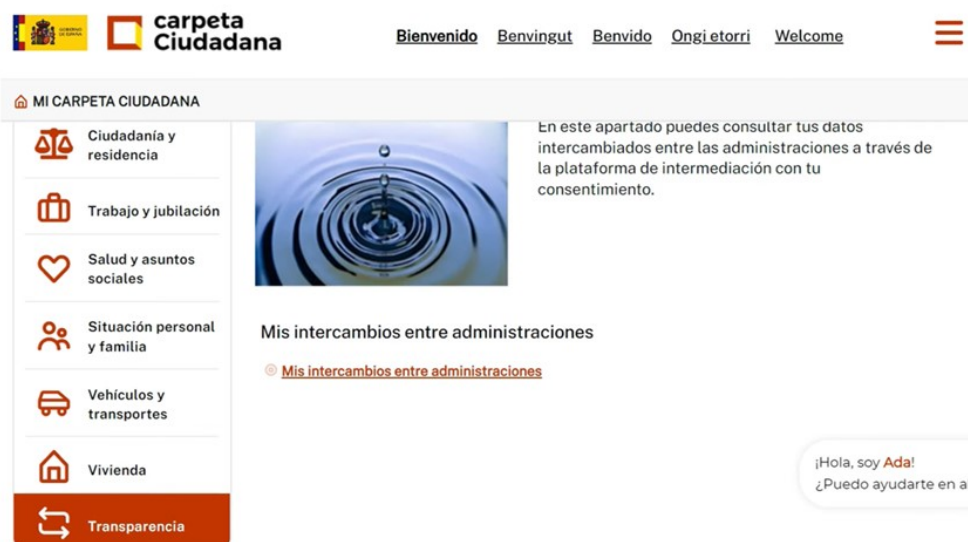 GOBIERNO
DE ESPAÑA
carpeta
Ciudadana
Bienvenido Benvingut Benvido Ongi etorri Welcome
MI CARPETA CIUDADANA
Ciudadanía y
residencia
Trabajo y jubilación
Salud y asuntos
sociales
Situación personal
y familia
Vehículos y
transportes
Vivienda
Transparencia
En este apartado puedes consultar tus datos
intercambiados entre las administraciones a través de
la plataforma de intermediación con tu
consentimiento.
Mis intercambios entre administraciones
Mis intercambios entre administraciones
¡Hola, soy Ada!
¿Puedo ayudarte en a